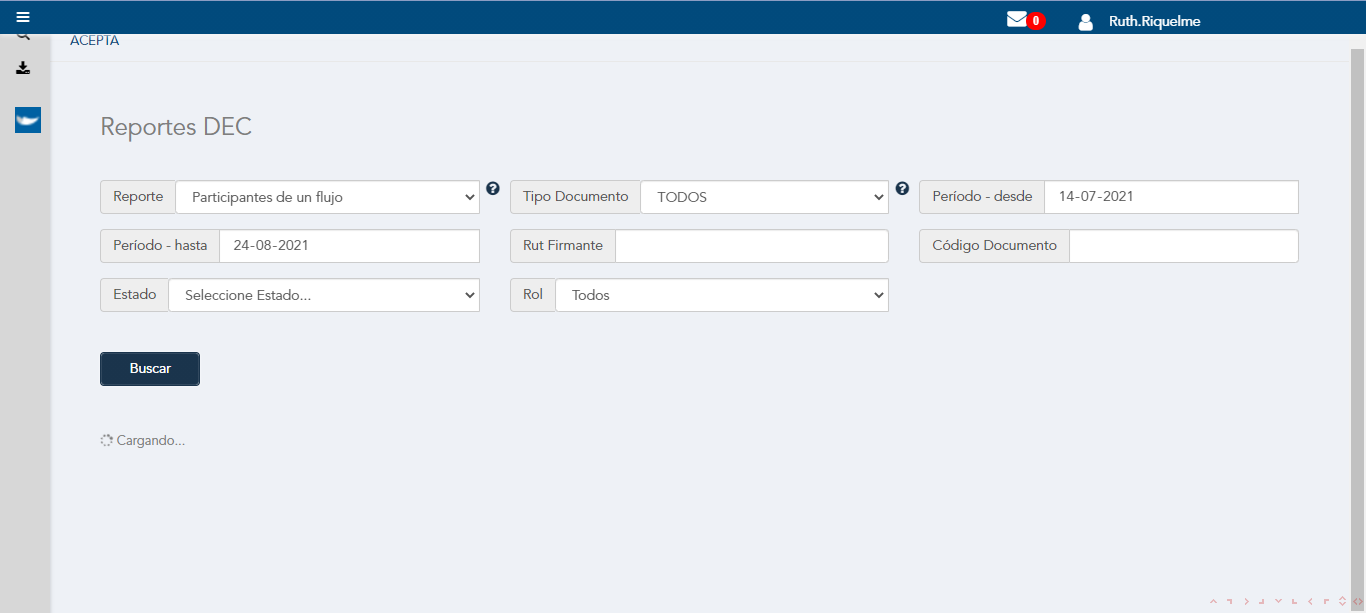 0 Ruth.Riquelme
ACEPTA
Reportes DEC
Reporte Participantes de un flujo ? Tipo Documento TODOS ? Período - desde 14-07-2021
Período - hasta 24-08-2021 Rut Firmante Código Documento
Estado Seleccione Estado... Rol Todos
Buscar
Cargando...